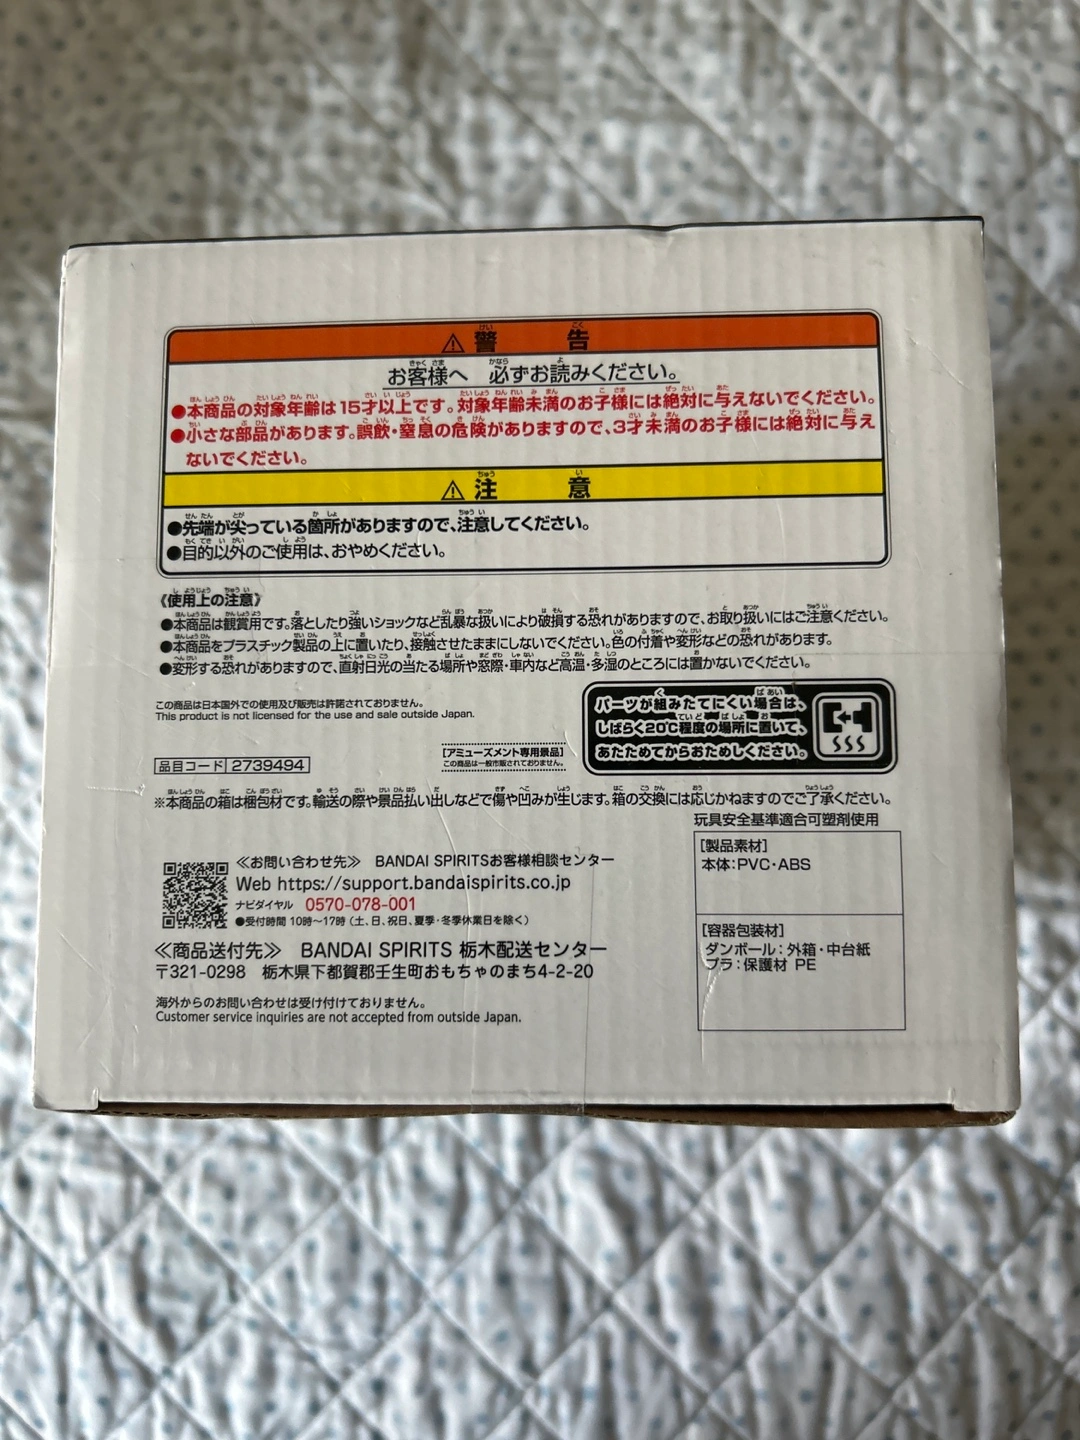 ⚠ 警告
お客様へ 必ずお読みください。
●本商品の対象年齢は15才以上です。対象年齢未満のお子様には絶対に与えないでください。
●小さな部品があります。誤飲・窒息の危険がありますので、3才未満のお子様には絶対に与え
ないでください。
⚠ 注意
●先端が尖っている箇所がありますので、注意してください。
●目的以外のご使用は、おやめください。
《使用上の注意》
●本商品は観賞用です。落としたり強いショックなど乱暴な扱いにより破損する恐れがありますので、お取り扱いにはご注意ください。
●本商品をプラスチック製品の上に置いたり、接触させたままにしないでください。色の付着や変形などの恐れがあります。
●変形する恐れがありますので、直射日光の当たる場所や窓際・車内など高温・多湿のところには置かないでください。
この商品は日本国外での使用及び販売は許諾されておりません。
This product is not licensed for the use and sale outside Japan.
パーツが組みたてにくい場合は、
しばらく20℃程度の場所に置いて、
あたためてからおためしください。
[アミューズメント専用景品]
この商品は一般市販されておりません。
品目コード 2739494
※本商品の箱は梱包材です。輸送の際や景品払い出しなどで傷や凹みが生じます。箱の交換には応じかねますのでご了承ください。
玩具安全基準適合可塑剤使用
[製品素材]
本体:PVC・ABS
[容器包装材]
ダンボール:外箱・中台紙
プラ:保護材 PE
≪お問い合わせ先≫ BANDAI SPIRITSお客様相談センター
Web https://support.bandaispirits.co.jp
ナビダイヤル 0570-078-001
●受付時間 10時~17時(土、日、祝日、夏季・冬季休業日を除く)
≪商品送付先≫ BANDAI SPIRITS 栃木配送センター
〒321-0298 栃木県下都賀郡壬生町おもちゃのまち4-2-20
海外からのお問い合わせは受け付けておりません。
Customer service inquiries are not accepted from outside Japan.